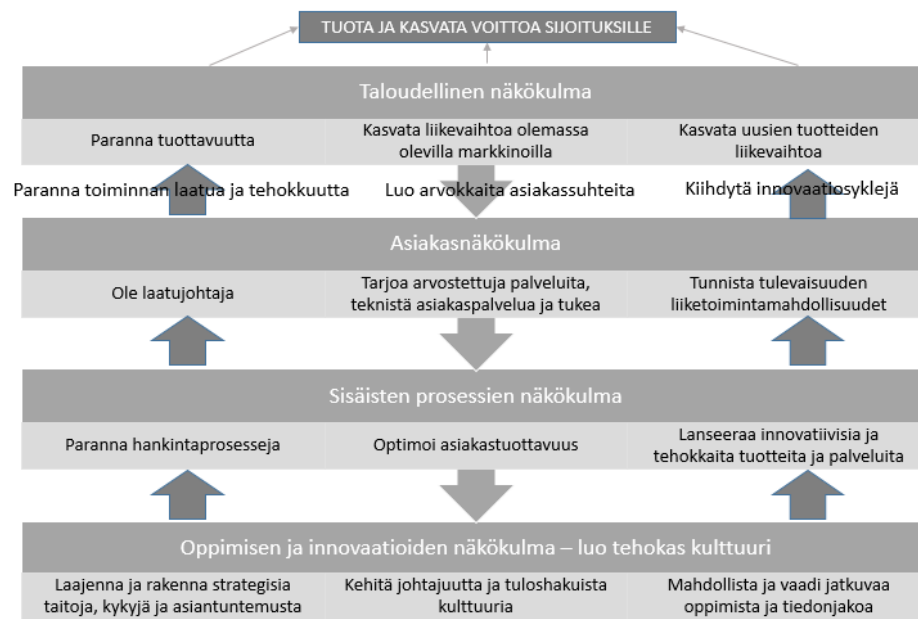 TUOTA JA KASVATA VOITTOA SIJOITUKSILLE
Taloudellinen näkökulma
Paranna tuottavuutta
Kasvata liikevaihtoa olemassa
olevilla markkinoilla
Kasvata uusien tuotteiden
liikevaihtoa
Paranna toiminnan laatua ja tehokkuutta
Luo arvokkaita asiakassuhteita
Kiihdytä innovaatiosyklejä
Asiakasnäkökulma
Ole laatujohtaja
Tarjoa arvostettuja palveluita,
teknistä asiakaspalvelua ja tukea
Tunnista tulevaisuuden
liiketoimintamahdollisuudet
Sisäisten prosessien näkökulma
Paranna hankintaprosesseja
Optimoi asiakastuottavuus
Lanseeraa innovatiivisia ja
tehokkaita tuotteita ja palveluita
Oppimisen ja innovaatioiden näkökulma – luo tehokas kulttuuri
Laajenna ja rakenna strategisia
taitoja, kykyjä ja asiantuntemusta
Kehitä johtajuutta ja tuloshakuista
kulttuuria
Mahdollista ja vaadi jatkuvaa
oppimista ja tiedonjakoa